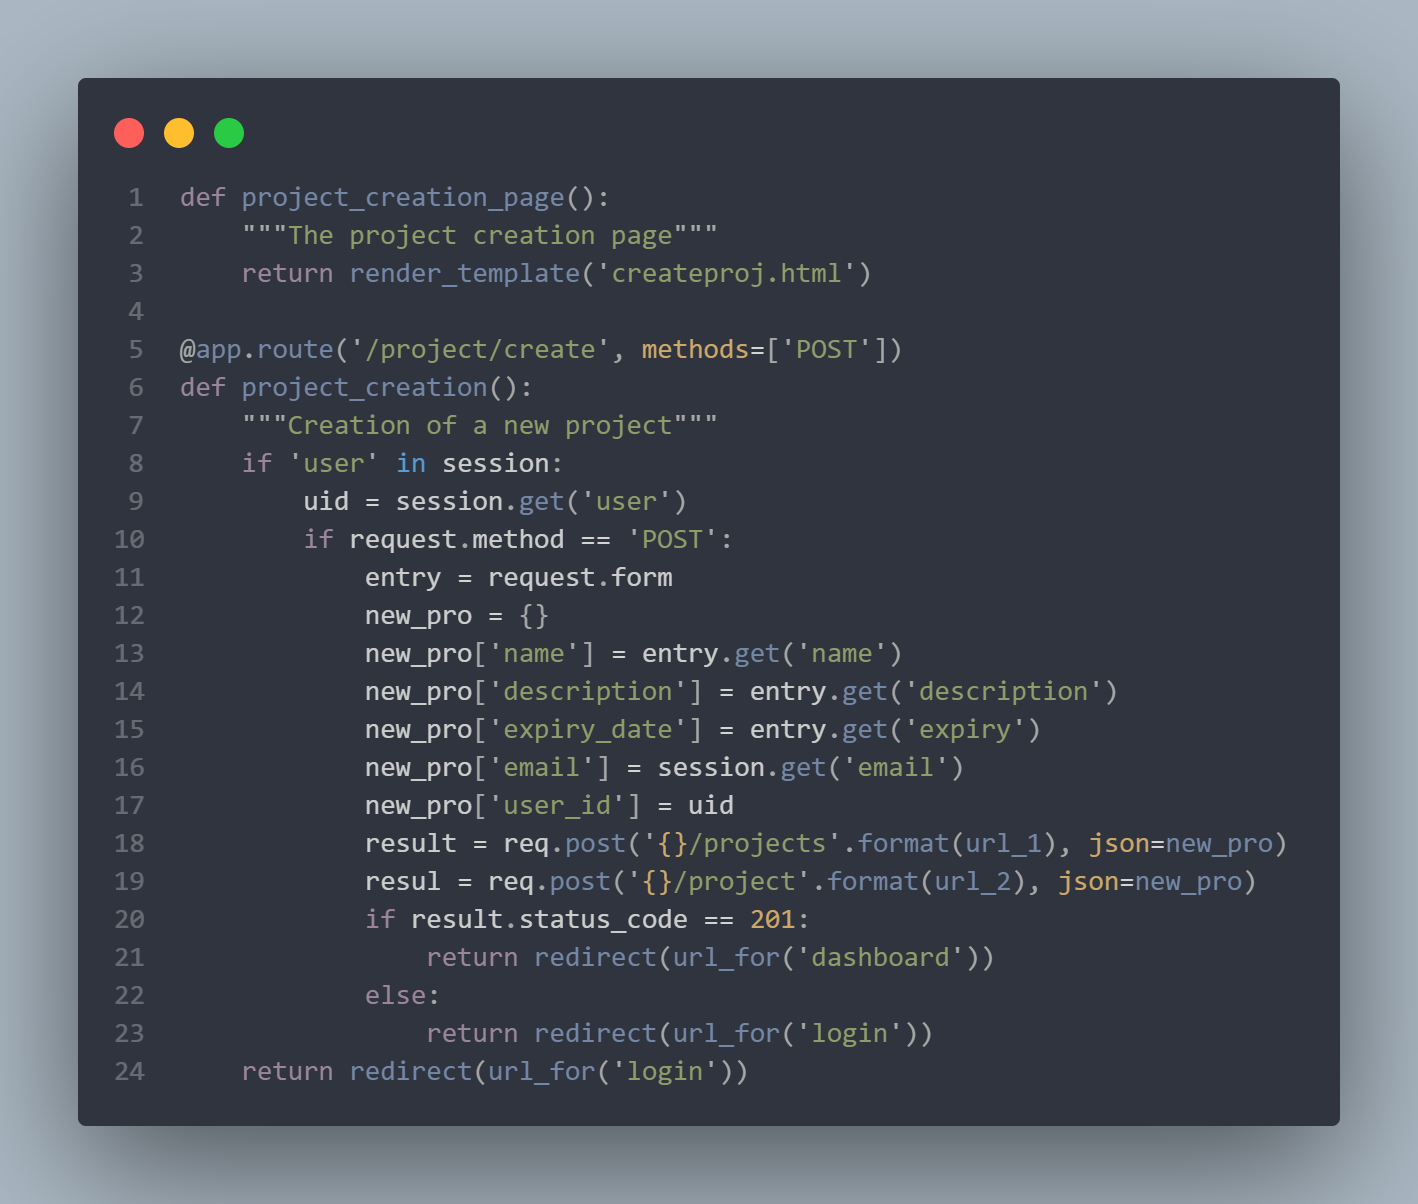 1 def project_creation_page():
2     """The project creation page"""
3     return render_template('createproj.html')
4
5 @app.route('/project/create', methods=['POST'])
6 def project_creation():
7     """Creation of a new project"""
8     if 'user' in session:
9         uid = session.get('user')
10         if request.method == 'POST':
11             entry = request.form
12             new_pro = {}
13             new_pro['name'] = entry.get('name')
14             new_pro['description'] = entry.get('description')
15             new_pro['expiry_date'] = entry.get('expiry')
16             new_pro['email'] = session.get('email')
17             new_pro['user_id'] = uid
18             result = req.post('{}/projects'.format(url_1), json=new_pro)
19             resul = req.post('{}/project'.format(url_2), json=new_pro)
20             if result.status_code == 201:
21                 return redirect(url_for('dashboard'))
22             else:
23                 return redirect(url_for('login'))
24     return redirect(url_for('login'))